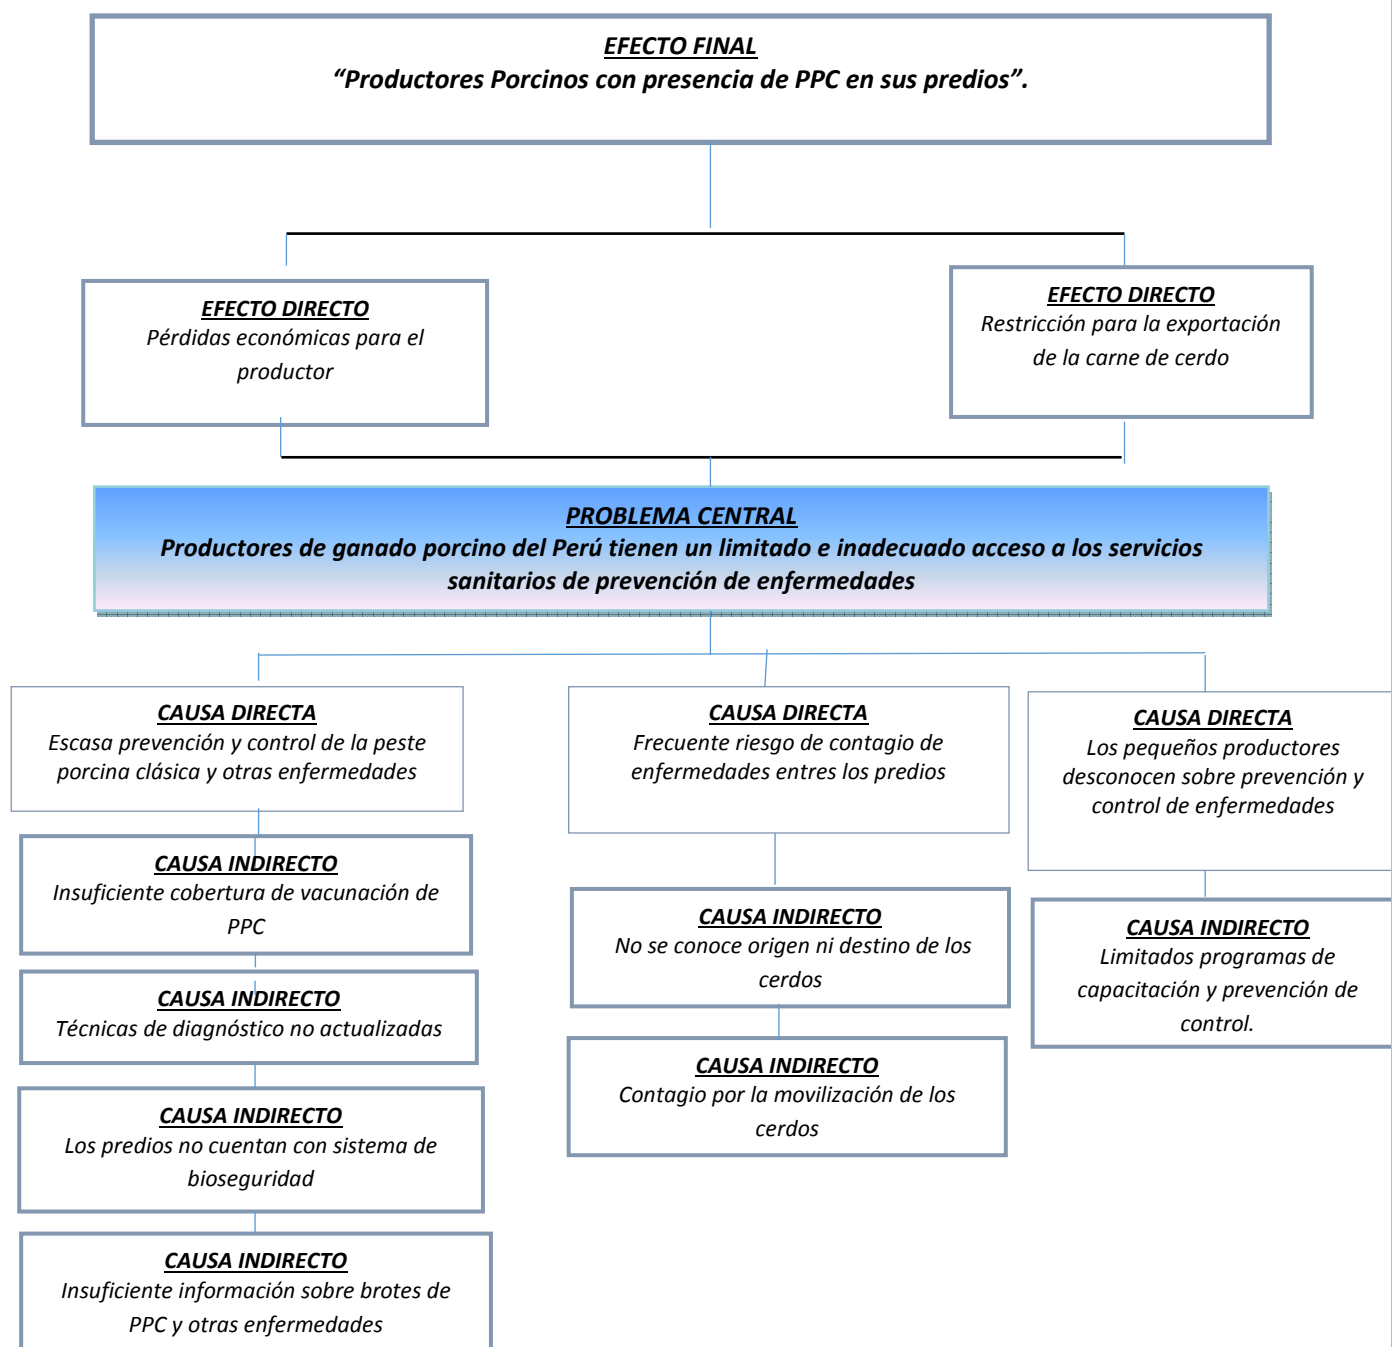 EFECTO FINAL
“Productores Porcinos con presencia de PPC en sus predios”.
EFECTO DIRECTO
Pérdidas económicas para el
productor
EFECTO DIRECTO
Restricción para la exportación
de la carne de cerdo
PROBLEMA CENTRAL
Productores de ganado porcino del Perú tienen un limitado e inadecuado acceso a los servicios
sanitarios de prevención de enfermedades
CAUSA DIRECTA
Escasa prevención y control de la peste
porcina clásica y otras enfermedades
CAUSA INDIRECTO
Insuficiente cobertura de vacunación de
PPC
CAUSA INDIRECTO
Técnicas de diagnóstico no actualizadas
CAUSA INDIRECTO
Los predios no cuentan con sistema de
bioseguridad
CAUSA INDIRECTO
Insuficiente información sobre brotes de
PPC y otras enfermedades
CAUSA DIRECTA
Frecuente riesgo de contagio de
enfermedades entres los predios
CAUSA INDIRECTO
No se conoce origen ni destino de los
cerdos
CAUSA INDIRECTO
Contagio por la movilización de los
cerdos
CAUSA DIRECTA
Los pequeños productores
desconocen sobre prevención y
control de enfermedades
CAUSA INDIRECTO
Limitados programas de
capacitación y prevención de
control.